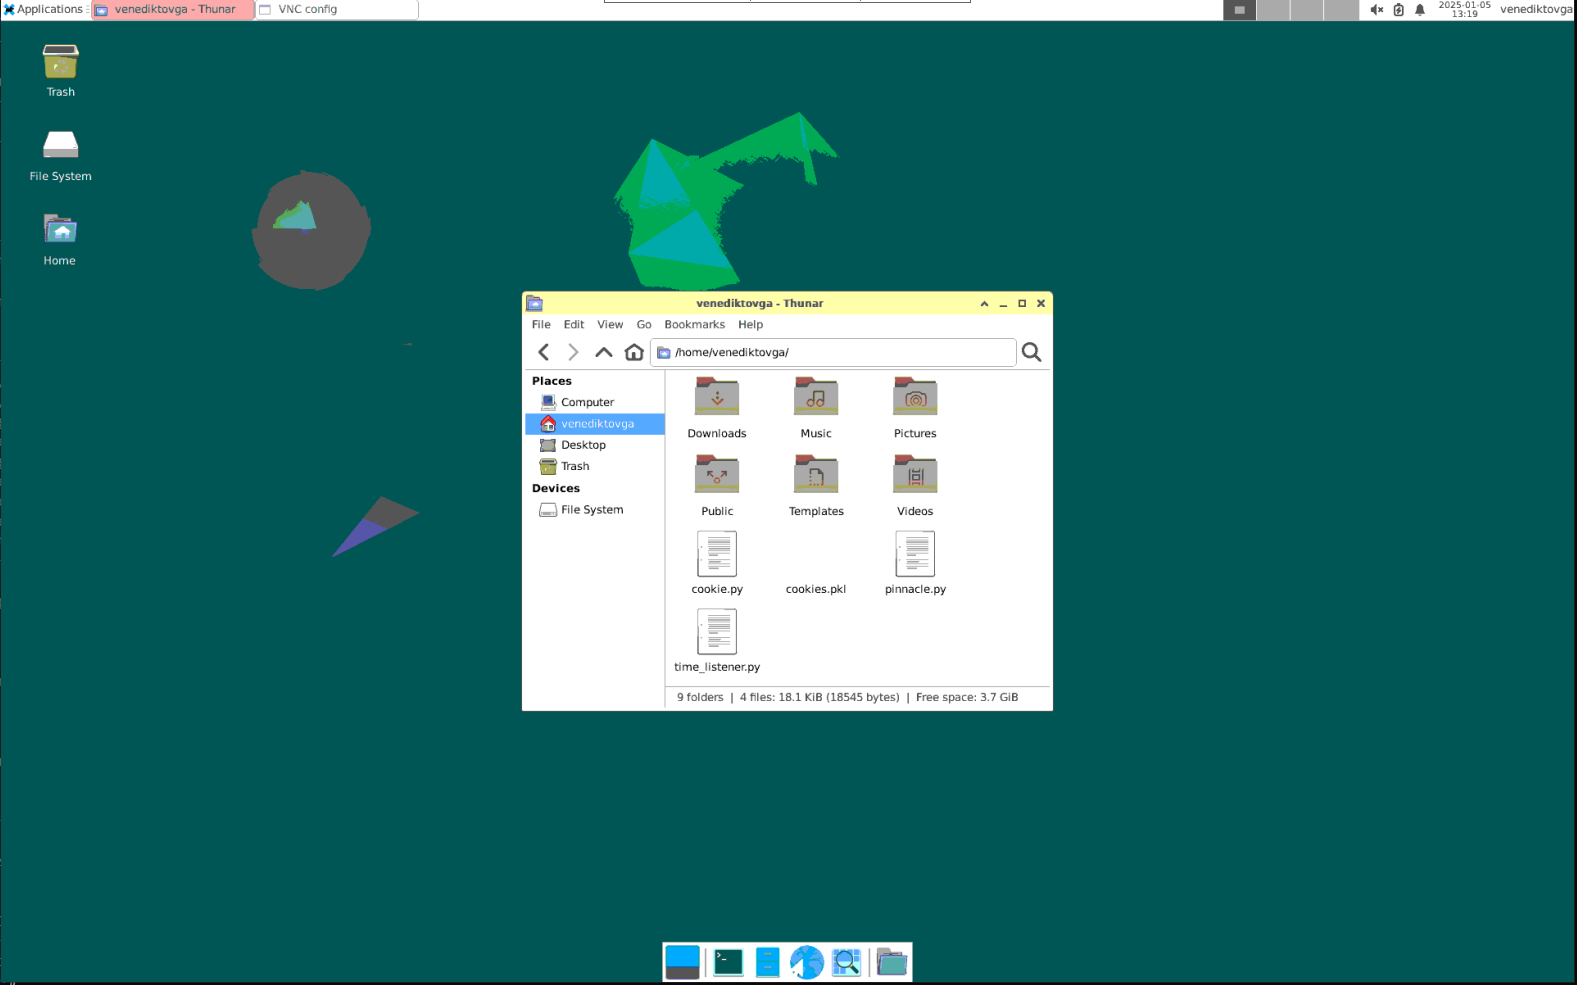 Applications
venediktovga - Thunar
VNC config
2025-01-05
13:19
venediktovga
Trash
File System
Home
venediktovga - Thunar
File Edit View Go Bookmarks Help
/home/venediktovga/
Places
Computer
venediktovga
Desktop
Trash
Devices
File System
Downloads Music Pictures
Public Templates Videos
cookie.py cookies.pkl pinnacle.py
time_listener.py
9 folders | 4 files: 18.1 KiB (18545 bytes) | Free space: 3.7 GiB